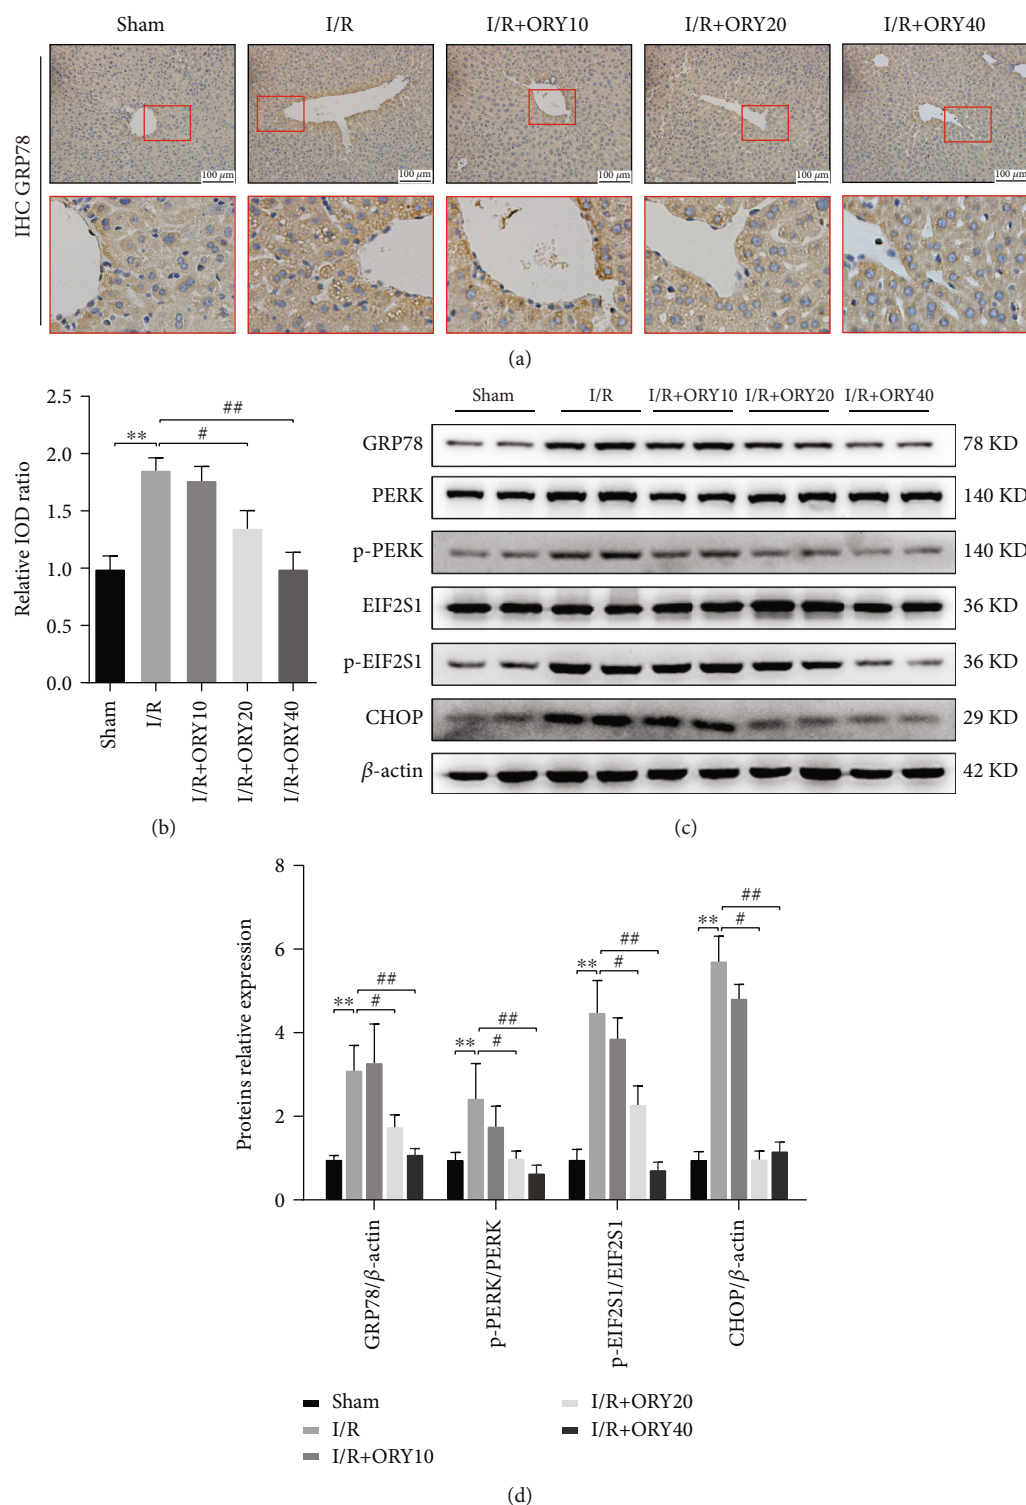 Sham I/R I/R+ORY10 I/R+ORY20 I/R+ORY40
IHC GRP78
100 μm 100 μm 100 μm 100 μm 100 μm
(a)
Relative IOD ratio
2.5
2.0
1.5
1.0
0.5
0.0
** # ##
Sham I/R I/R+ORY10 I/R+ORY20 I/R+ORY40
(b)
Sham I/R I/R+ORY10 I/R+ORY20 I/R+ORY40
GRP78 78 KD
PERK 140 KD
p-PERK 140 KD
EIF2S1 36 KD
p-EIF2S1 36 KD
CHOP 29 KD
β-actin 42 KD
(c)
Proteins relative expression
8
6
4
2
0
** # ##
** # ##
** # ##
** # ##
GRP78/β-actin p-PERK/PERK p-EIF2S1/EIF2S1 CHOP/β-actin
Sham
I/R
I/R+ORY10
I/R+ORY20
I/R+ORY40
(d)